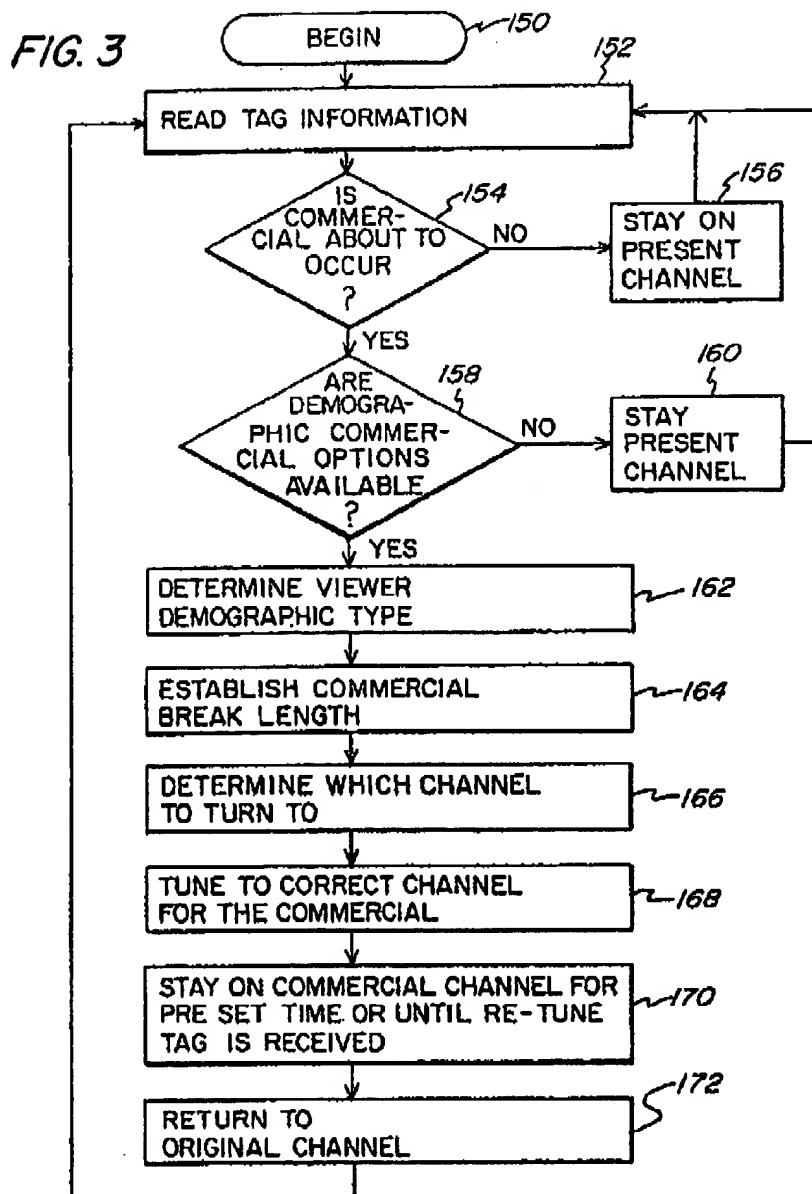 FIG. 3
BEGIN
150
152
READ TAG INFORMATION
IS
COMMER-
CIAL ABOUT TO
OCCUR
?
154
NO
156
STAY ON
PRESENT
CHANNEL
YES
ARE
DEMOGRA-
PHIC COMMER-
CIAL OPTIONS
AVAILABLE
?
158
NO
160
STAY
PRESENT
CHANNEL
YES
DETERMINE VIEWER
DEMOGRAPHIC TYPE
162
ESTABLISH COMMERCIAL
BREAK LENGTH
164
DETERMINE WHICH CHANNEL
TO TURN TO
166
TUNE TO CORRECT CHANNEL
FOR THE COMMERCIAL
168
STAY ON COMMERCIAL CHANNEL FOR
PRE SET TIME OR UNTIL RE-TUNE
TAG IS RECEIVED
170
RETURN TO
ORIGINAL CHANNEL
172